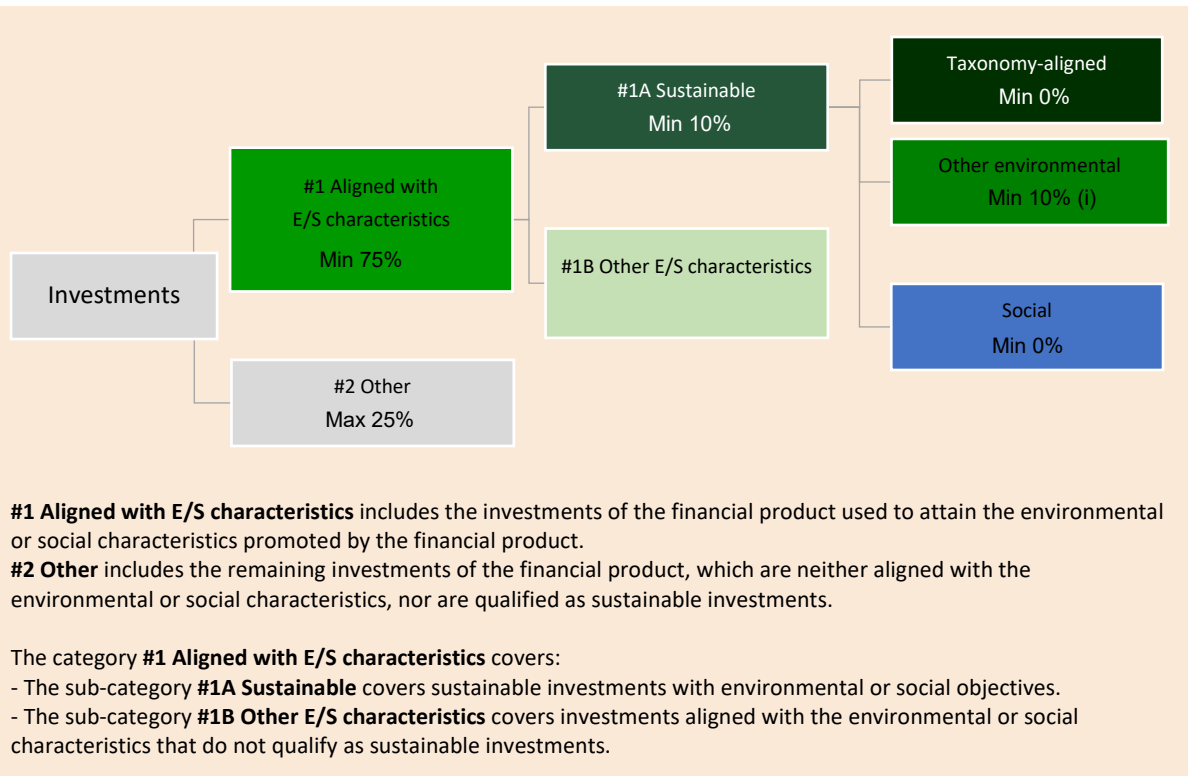 Investments
#1 Aligned with
E/S characteristics
Min 75%
#2 Other
Max 25%
#1A Sustainable
Min 10%
#1B Other E/S characteristics
Taxonomy-aligned
Min 0%
Other environmental
Min 10% (i)
Social
Min 0%
#1 Aligned with E/S characteristics includes the investments of the financial product used to attain the environmental
or social characteristics promoted by the financial product.
#2 Other includes the remaining investments of the financial product, which are neither aligned with the
environmental or social characteristics, nor are qualified as sustainable investments.
The category #1 Aligned with E/S characteristics covers:
- The sub-category #1A Sustainable covers sustainable investments with environmental or social objectives.
- The sub-category #1B Other E/S characteristics covers investments aligned with the environmental or social
characteristics that do not qualify as sustainable investments.